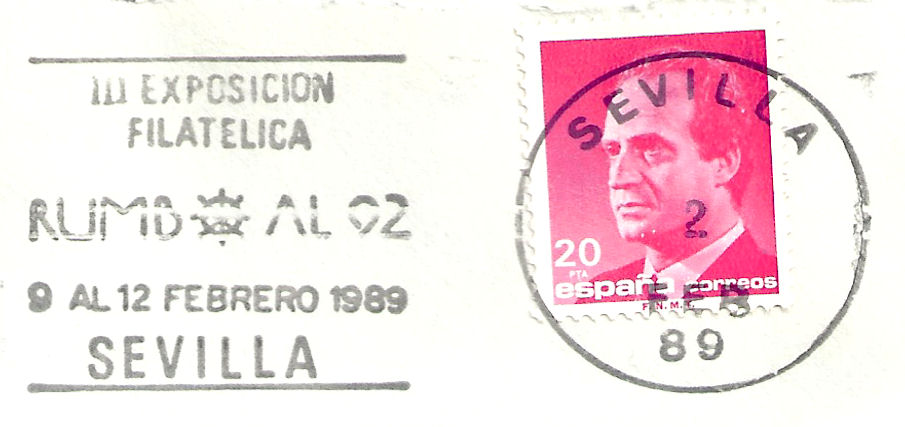 III EXPOSICION
FILATELICA
RUMBO AL 92
9 AL 12 FEBRERO 1989
SEVILLA
SEVILLA
2
FEB
89
20
PTA
españa correos
F.N.M.T.